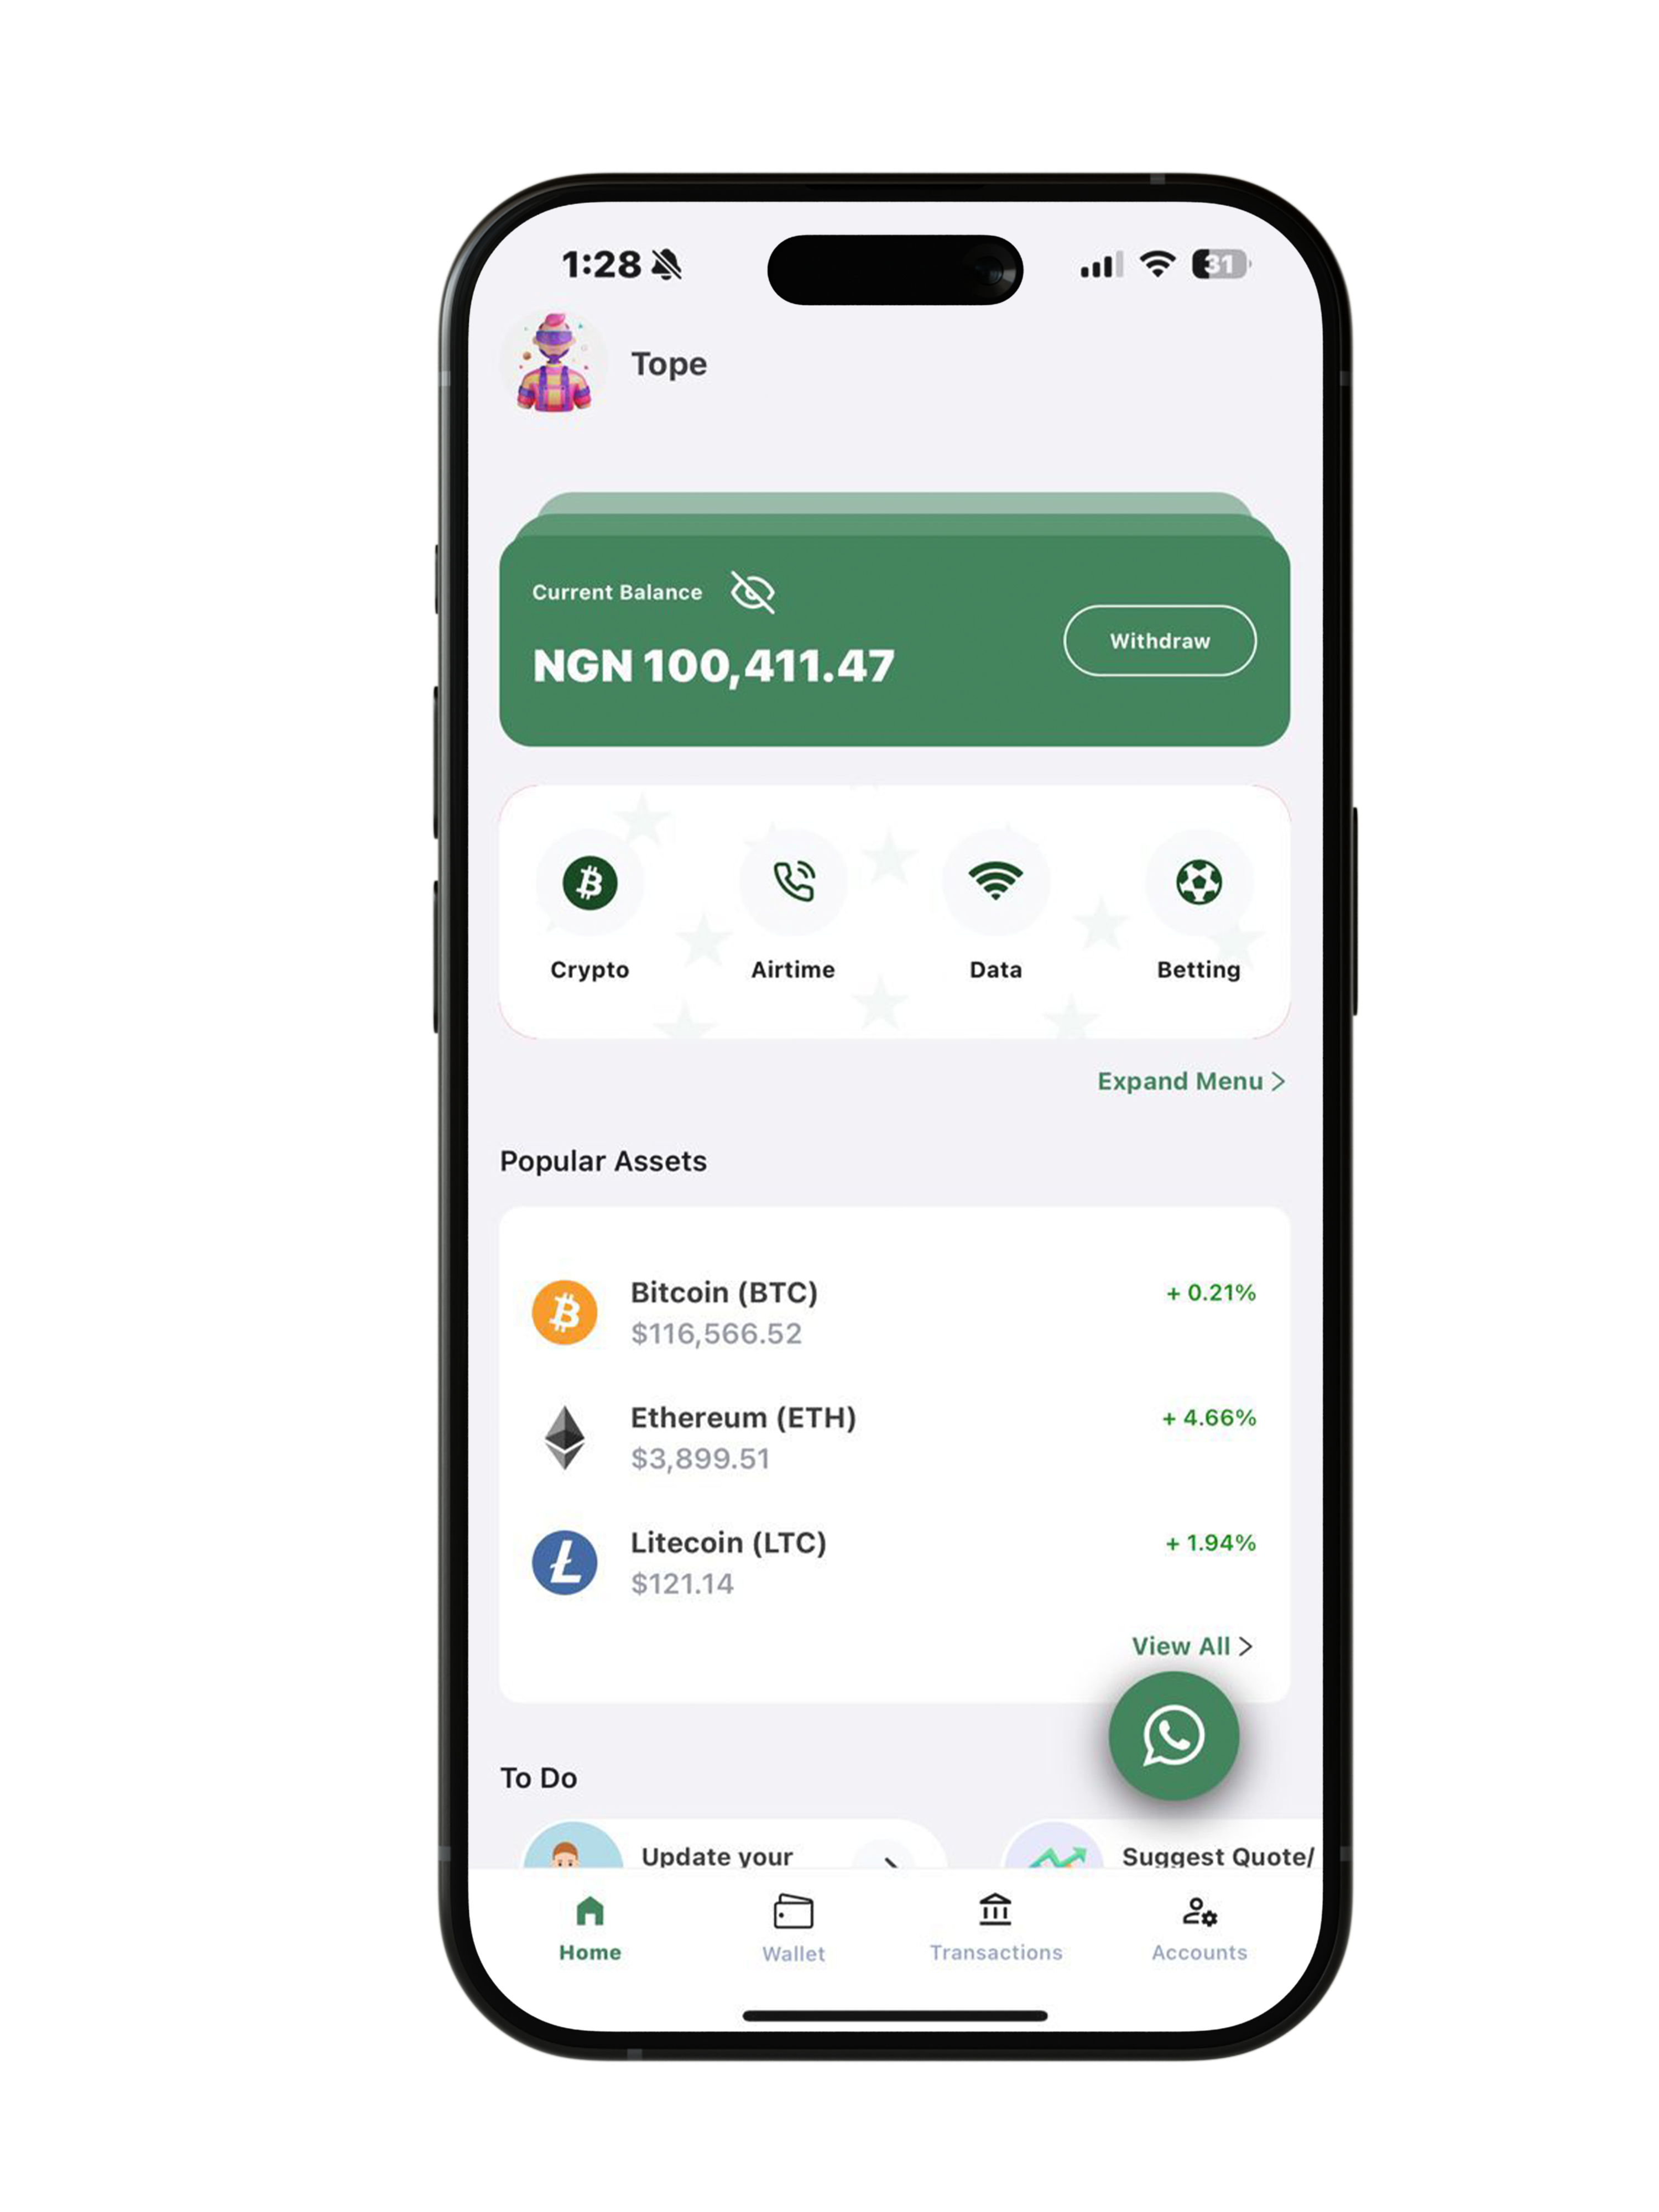 1:28
31
Tope
Current Balance
NGN 100,411.47
Withdraw
Crypto
Airtime
Data
Betting
Expand Menu >
Popular Assets
Bitcoin (BTC)
+ 0.21%
$116,566.52
Ethereum (ETH)
+ 4.66%
$3,899.51
Litecoin (LTC)
+ 1.94%
$121.14
View All >
To Do
Update your
Suggest Quote/
Home
Wallet
Transactions
Accounts